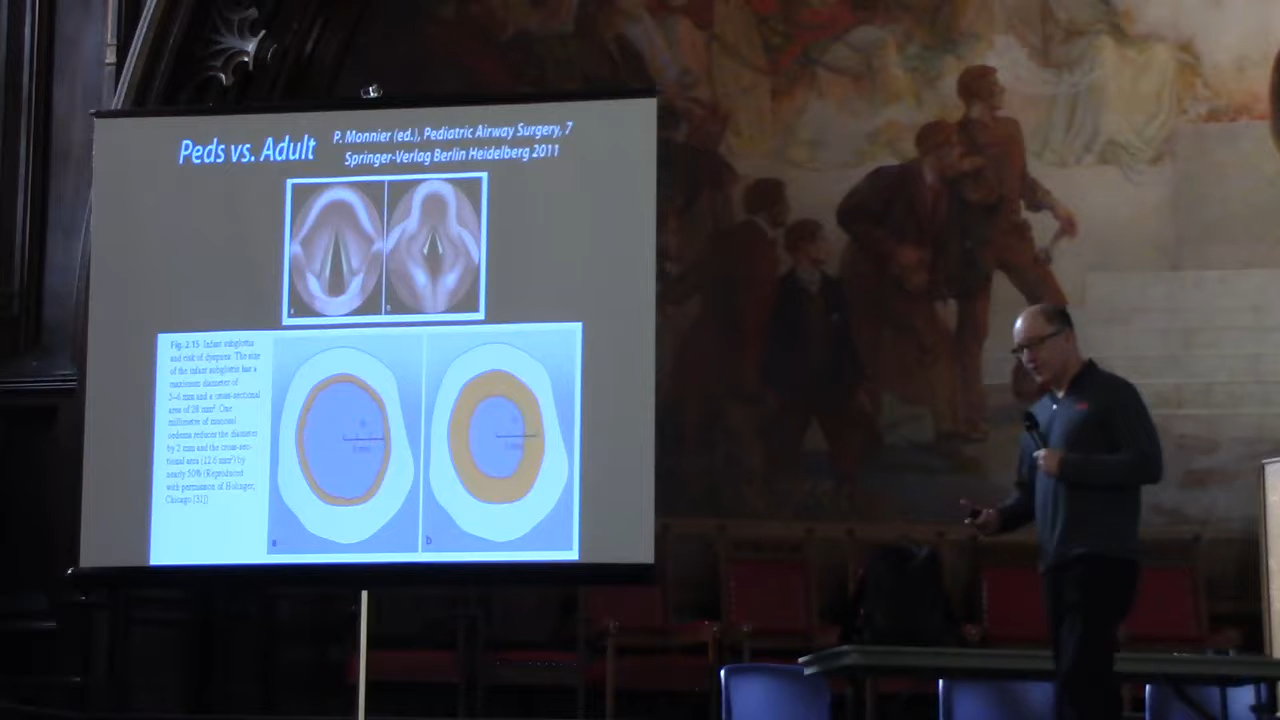 Peds vs. Adult
P. Monnier (ed.), Pediatric Airway Surgery, 7
Springer-Verlag Berlin Heidelberg 2011
Fig. 2.15 Infant subglottis
and risk of dyspnea. The size
of the infant subglottis has a
maximum diameter of
5–6 mm and a cross-sectional
area of 28 mm². One
millimetre of mucosal
oedema reduces the diameter
by 2 mm and the cross-sec-
tional area (12.6 mm²) by
nearly 50% (Reproduced
with permission of Holinger,
Chicago [31])
a
b